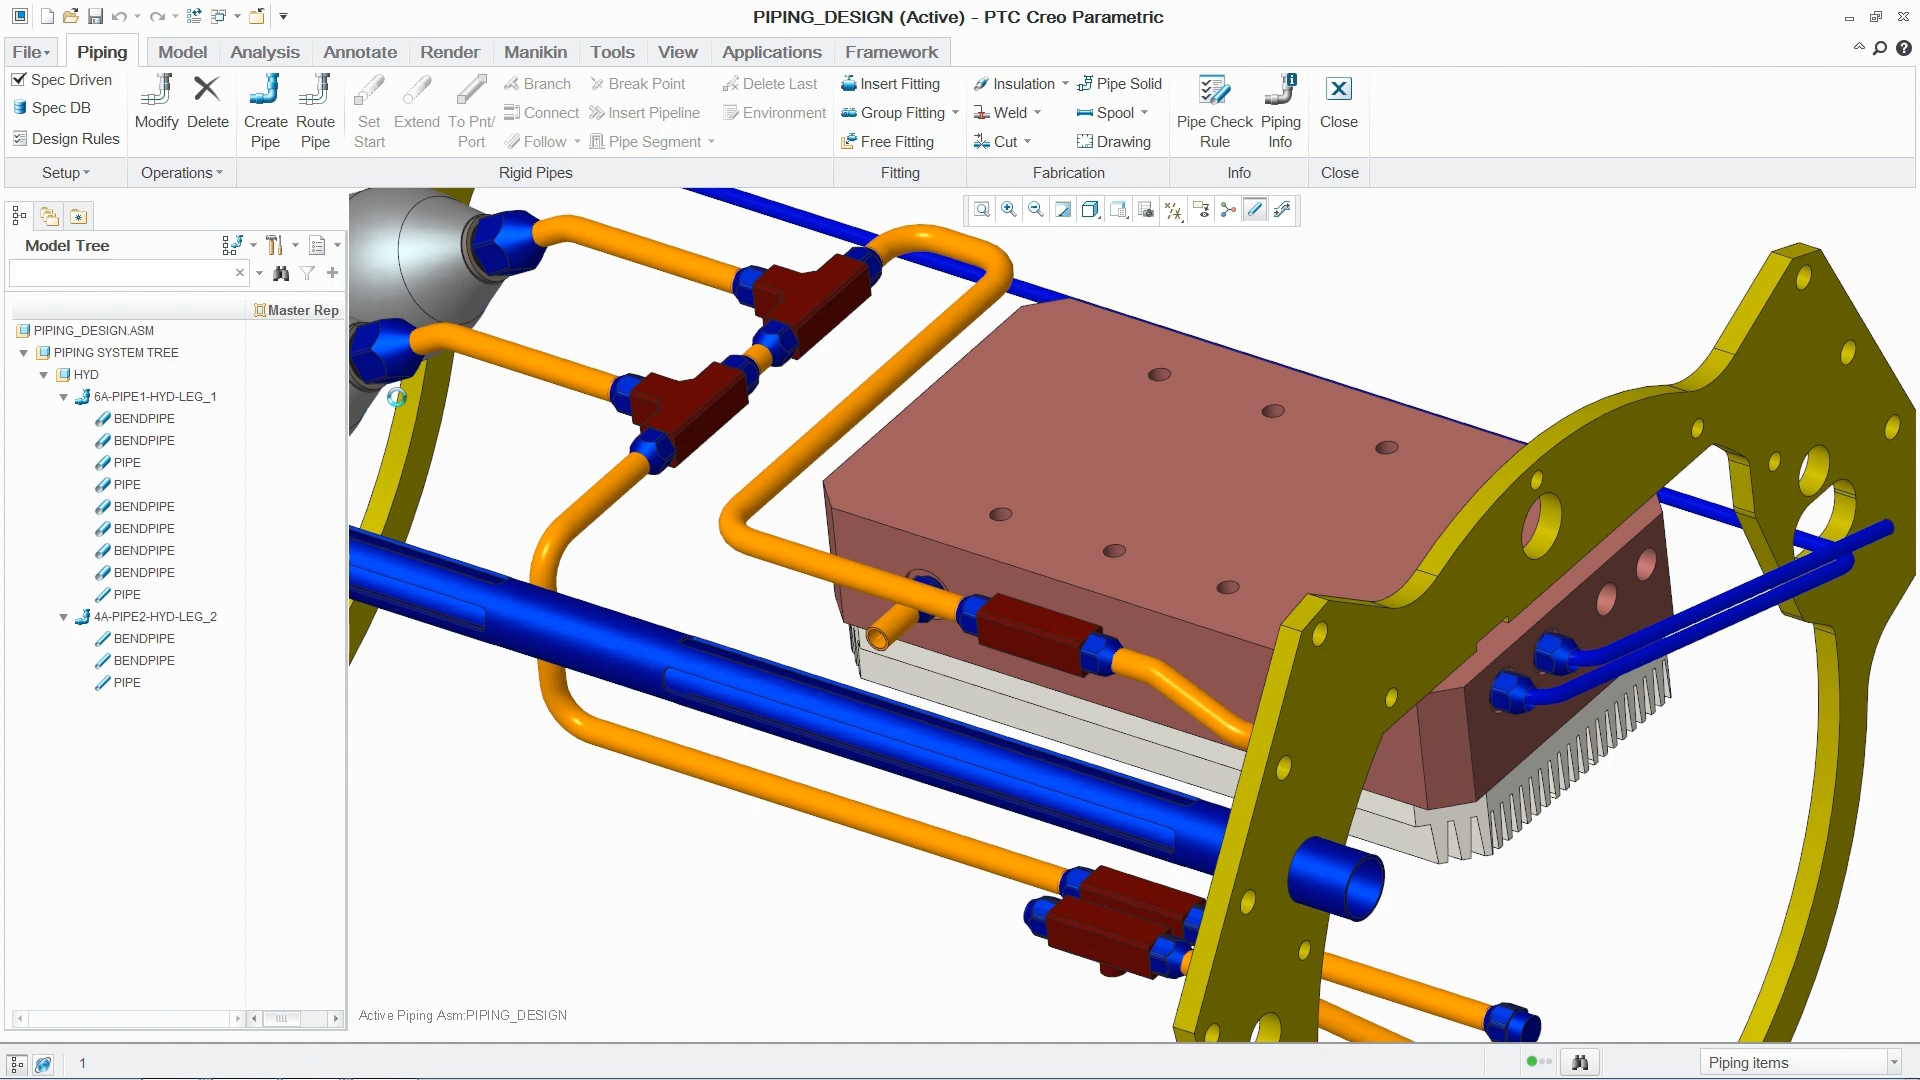 PIPING_DESIGN (Active) - PTC Creo Parametric
File Piping Model Analysis Annotate Render Manikin Tools View Applications Framework
Spec Driven
Spec DB
Design Rules
Setup
Modify Delete
Operations
Create Pipe
Route Pipe
Set Start
Extend
To Pnt/ Port
Branch Break Point Delete Last
Connect Insert Pipeline Environment
Follow Pipe Segment
Rigid Pipes
Insert Fitting
Group Fitting
Free Fitting
Fitting
Insulation Pipe Solid
Weld Spool
Cut Drawing
Fabrication
Pipe Check Rule
Piping Info
Info
Close
Close
Model Tree
Master Rep
PIPING_DESIGN.ASM
PIPING SYSTEM TREE
HYD
6A-PIPE1-HYD-LEG_1
BENDPIPE
BENDPIPE
PIPE
PIPE
BENDPIPE
BENDPIPE
BENDPIPE
BENDPIPE
PIPE
4A-PIPE2-HYD-LEG_2
BENDPIPE
BENDPIPE
PIPE
Active Piping Asm:PIPING_DESIGN
1
Piping items